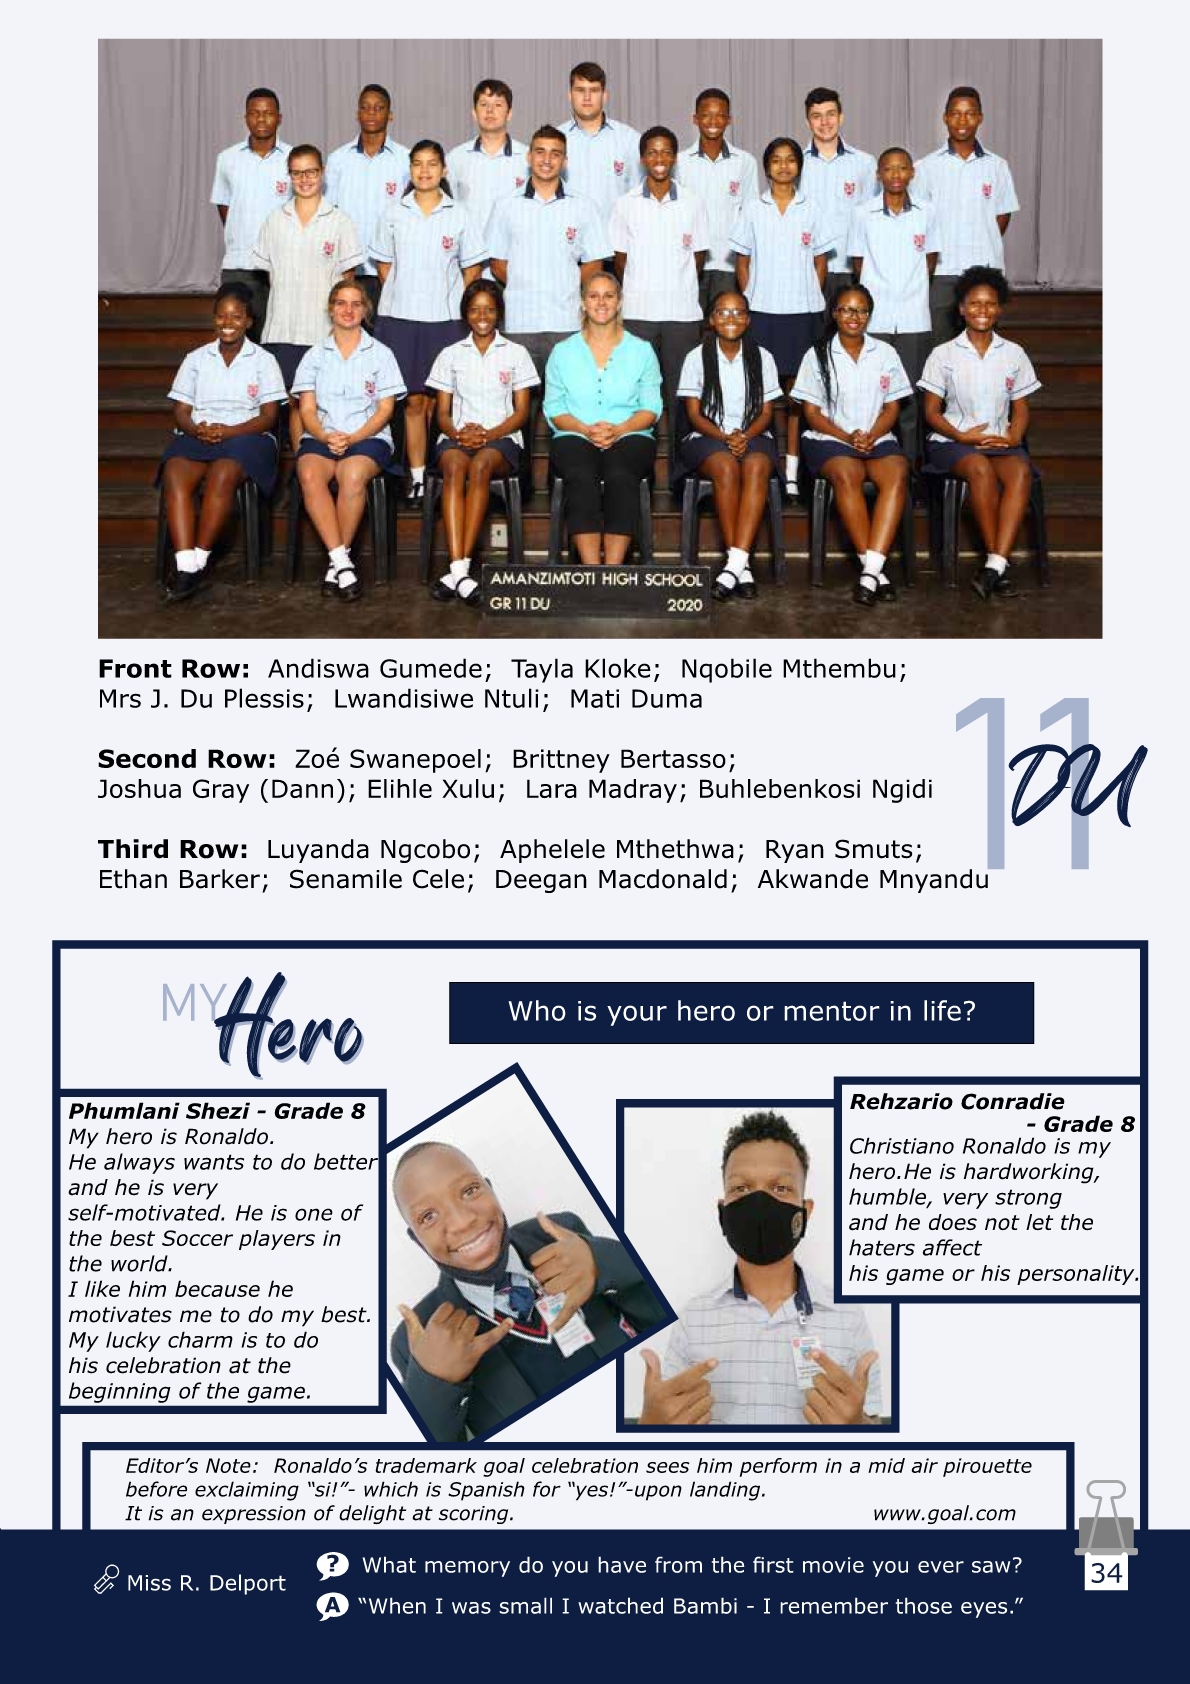 AMANZIMTOTI HIGH SCHOOL
GR 11 DU 2020
Front Row: Andiswa Gumede; Tayla Kloke; Nqobile Mthembu;
Mrs J. Du Plessis; Lwandisiwe Ntuli; Mati Duma
Second Row: Zoé Swanepoel; Brittney Bertasso;
Joshua Gray (Dann); Elihle Xulu; Lara Madray; Buhlebenkosi Ngidi
Third Row: Luyanda Ngcobo; Aphelele Mthethwa; Ryan Smuts;
Ethan Barker; Senamile Cele; Deegan Macdonald; Akwande Mnyandu
11 DU
MY Hero
Who is your hero or mentor in life?
Phumlani Shezi – Grade 8
My hero is Ronaldo.
He always wants to do better
and he is very
self-motivated. He is one of
the best Soccer players in
the world.
I like him because he
motivates me to do my best.
My lucky charm is to do
his celebration at the
beginning of the game.
Rehzario Conradie
– Grade 8
Christiano Ronaldo is my
hero.He is hardworking,
humble, very strong
and he does not let the
haters affect
his game or his personality.
Editor’s Note: Ronaldo’s trademark goal celebration sees him perform in a mid air pirouette
before exclaiming “si!”- which is Spanish for “yes!”-upon landing.
It is an expression of delight at scoring. www.goal.com
Miss R. Delport
? What memory do you have from the first movie you ever saw?
A “When I was small I watched Bambi - I remember those eyes.”
34